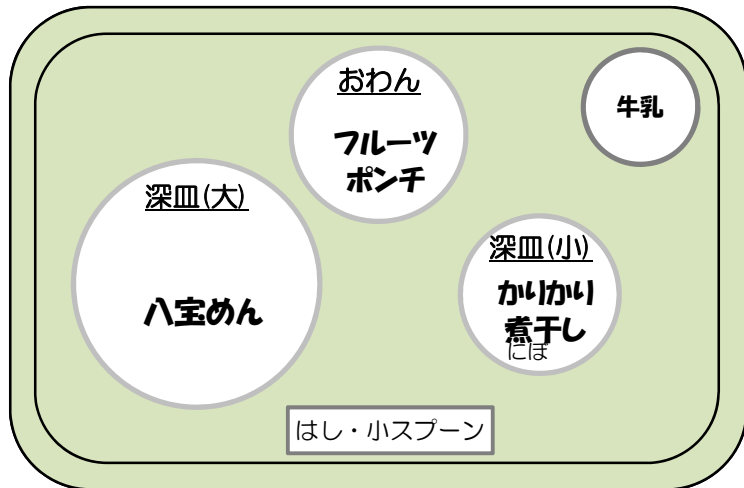 おわん
フルーツ
ポンチ
牛乳
深皿(大)
八宝めん
深皿(小)
かりかり
煮干し
にぼ
はし・小スプーン